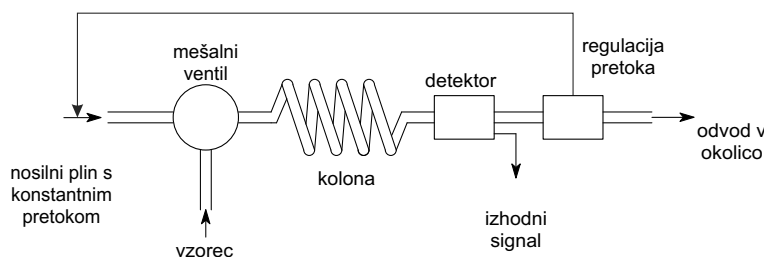 mešalni
ventil
regulacija
pretoka
detektor
odvod v
okolico
nosilni plin s
konstantnim
pretokom
kolona
izhodni
signal
vzorec